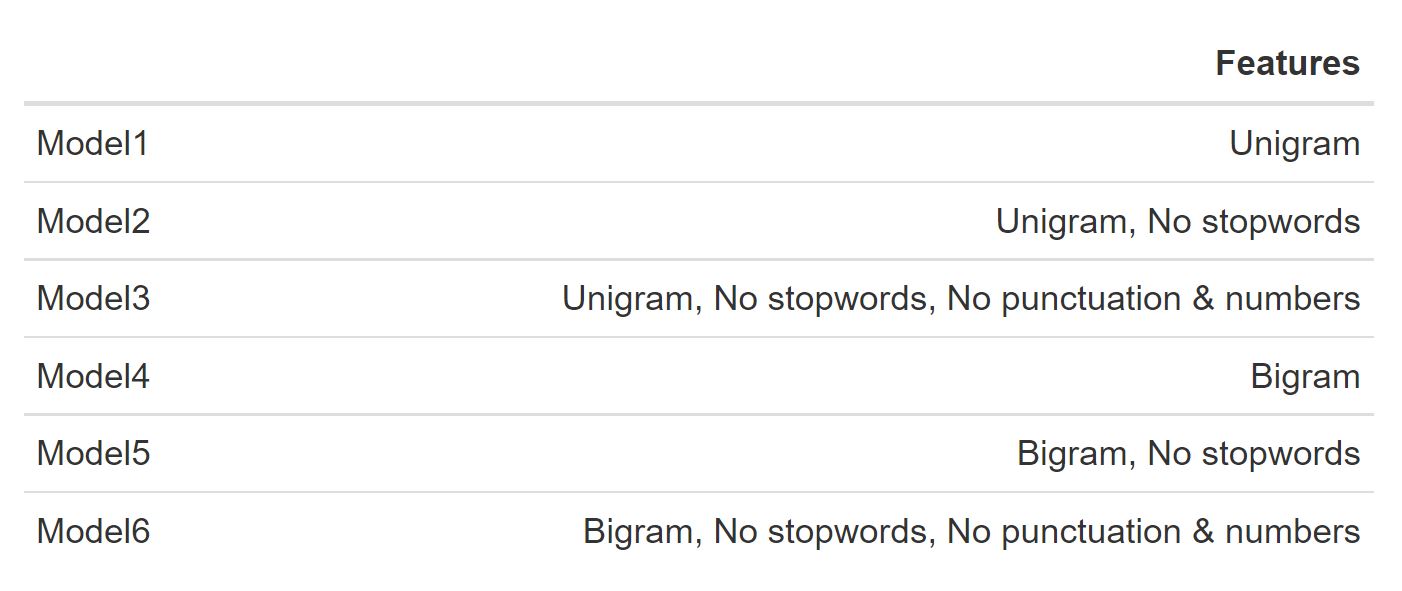 Features
Model1 Unigram
Model2 Unigram, No stopwords
Model3 Unigram, No stopwords, No punctuation & numbers
Model4 Bigram
Model5 Bigram, No stopwords
Model6 Bigram, No stopwords, No punctuation & numbers